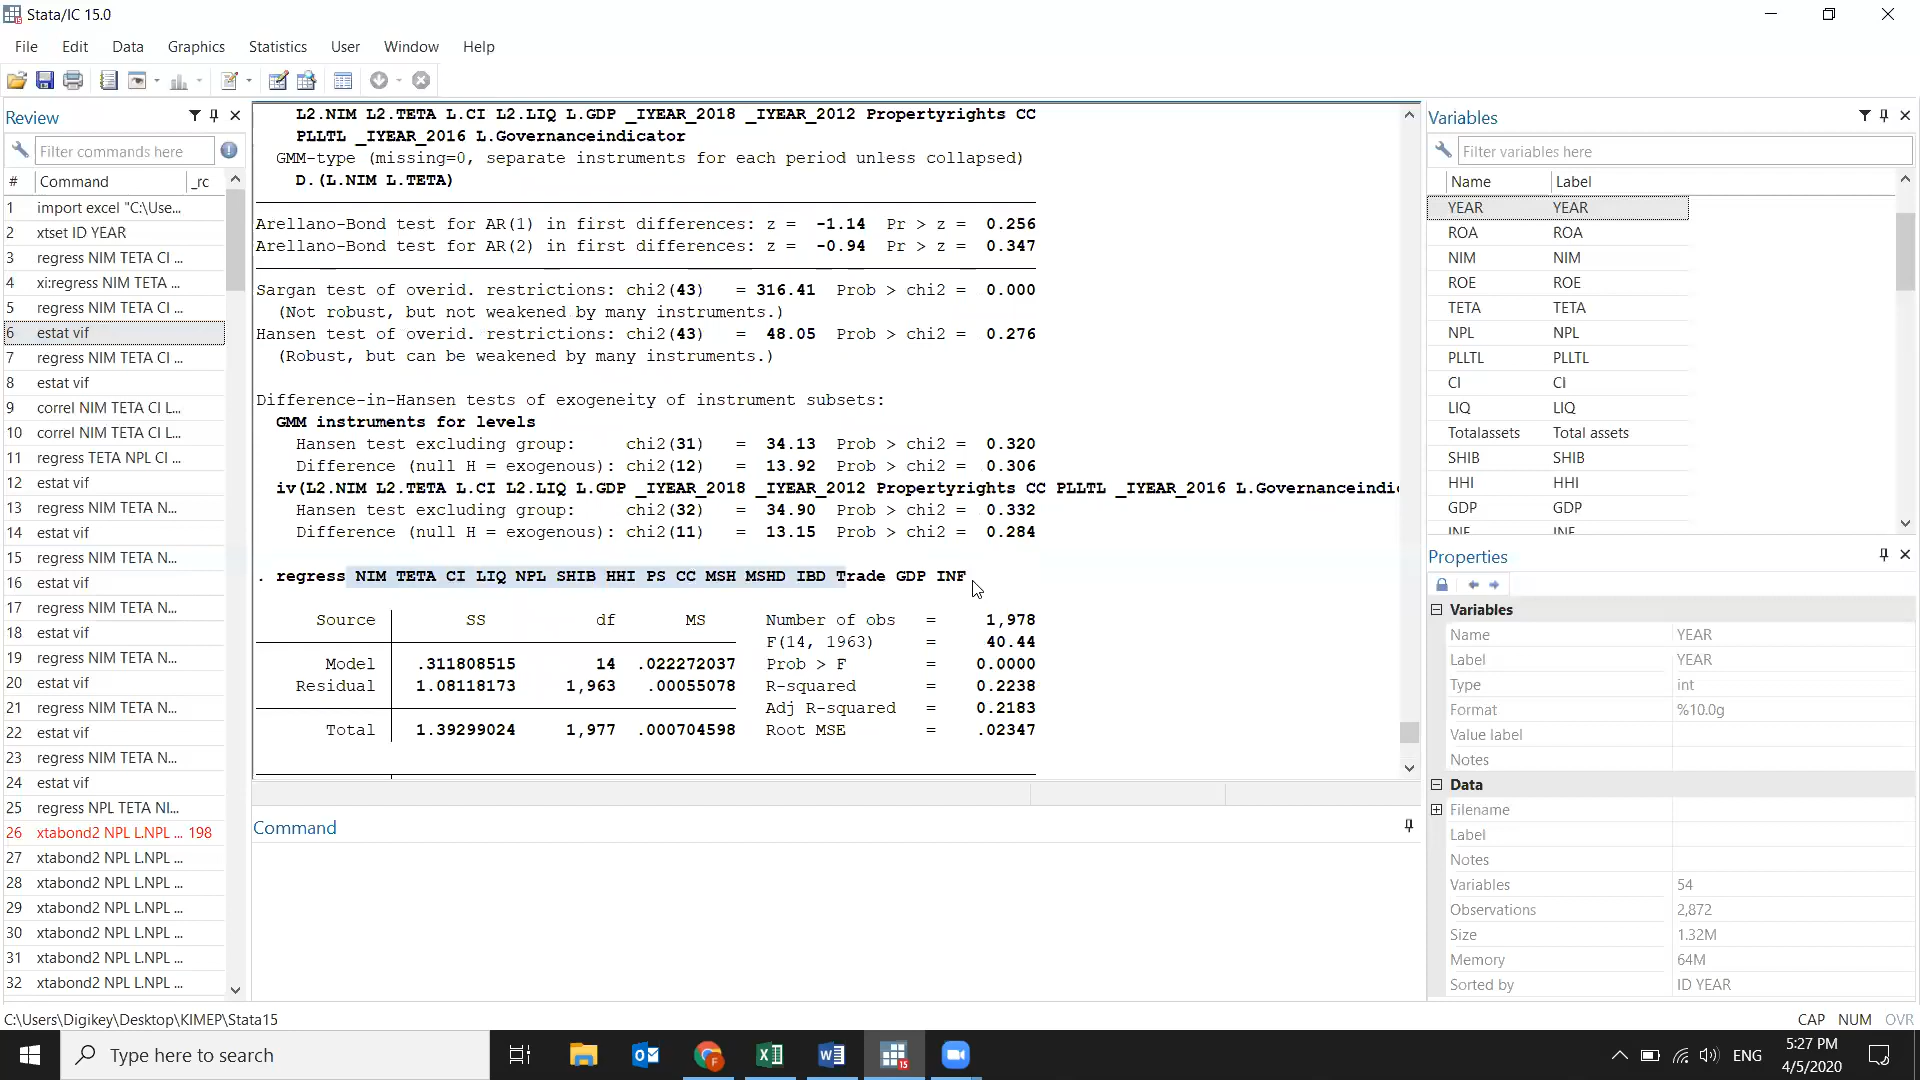 Stata/IC 15.0
File Edit Data Graphics Statistics User Window Help
Review
Filter commands here
# Command _rc
1 import excel "C:\Use...
2 xtset ID YEAR
3 regress NIM TETA CI ...
4 xi:regress NIM TETA ...
5 regress NIM TETA CI ...
6 estat vif
7 regress NIM TETA CI ...
8 estat vif
9 correl NIM TETA CI L...
10 correl NIM TETA CI L...
11 regress TETA NPL CI ...
12 estat vif
13 regress NIM TETA N...
14 estat vif
15 regress NIM TETA N...
16 estat vif
17 regress NIM TETA N...
18 estat vif
19 regress NIM TETA N...
20 estat vif
21 regress NIM TETA N...
22 estat vif
23 regress NIM TETA N...
24 estat vif
25 regress NPL TETA NI...
26 xtabond2 NPL L.NPL ... 198
27 xtabond2 NPL L.NPL ...
28 xtabond2 NPL L.NPL ...
29 xtabond2 NPL L.NPL ...
30 xtabond2 NPL L.NPL ...
31 xtabond2 NPL L.NPL ...
32 xtabond2 NPL L.NPL ...
L2.NIM L2.TETA L.CI L2.LIQ L.GDP _IYEAR_2018 _IYEAR_2012 Propertyrights CC
PLLTL _IYEAR_2016 L.Governanceindicator
GMM-type (missing=0, separate instruments for each period unless collapsed)
D.(L.NIM L.TETA)
Arellano-Bond test for AR(1) in first differences: z = -1.14 Pr > z = 0.256
Arellano-Bond test for AR(2) in first differences: z = -0.94 Pr > z = 0.347
Sargan test of overid. restrictions: chi2(43) = 316.41 Prob > chi2 = 0.000
(Not robust, but not weakened by many instruments.)
Hansen test of overid. restrictions: chi2(43) = 48.05 Prob > chi2 = 0.276
(Robust, but can be weakened by many instruments.)
Difference-in-Hansen tests of exogeneity of instrument subsets:
GMM instruments for levels
Hansen test excluding group: chi2(31) = 34.13 Prob > chi2 = 0.320
Difference (null H = exogenous): chi2(12) = 13.92 Prob > chi2 = 0.306
iv(L2.NIM L2.TETA L.CI L2.LIQ L.GDP _IYEAR_2018 _IYEAR_2012 Propertyrights CC PLLTL _IYEAR_2016 L.Governanceindi
Hansen test excluding group: chi2(32) = 34.90 Prob > chi2 = 0.332
Difference (null H = exogenous): chi2(11) = 13.15 Prob > chi2 = 0.284
. regress NIM TETA CI LIQ NPL SHIB HHI PS CC MSH MSHD IBD Trade GDP INF
Source SS df MS Number of obs = 1,978
F(14, 1963) = 40.44
Model .311808515 14 .022272037 Prob > F = 0.0000
Residual 1.08118173 1,963 .00055078 R-squared = 0.2238
Adj R-squared = 0.2183
Total 1.39299024 1,977 .000704598 Root MSE = .02347
Command
Variables
Filter variables here
Name Label
YEAR YEAR
ROA ROA
NIM NIM
ROE ROE
TETA TETA
NPL NPL
PLLTL PLLTL
CI CI
LIQ LIQ
Totalassets Total assets
SHIB SHIB
HHI HHI
GDP GDP
INF INF
Properties
Variables
Name YEAR
Label YEAR
Type int
Format %10.0g
Value label
Notes
Data
Filename
Label
Notes
Variables 54
Observations 2,872
Size 1.32M
Memory 64M
Sorted by ID YEAR
C:\Users\Digikey\Desktop\KIMEP\Stata15
CAP NUM OVR
Type here to search
ENG
5:27 PM
4/5/2020